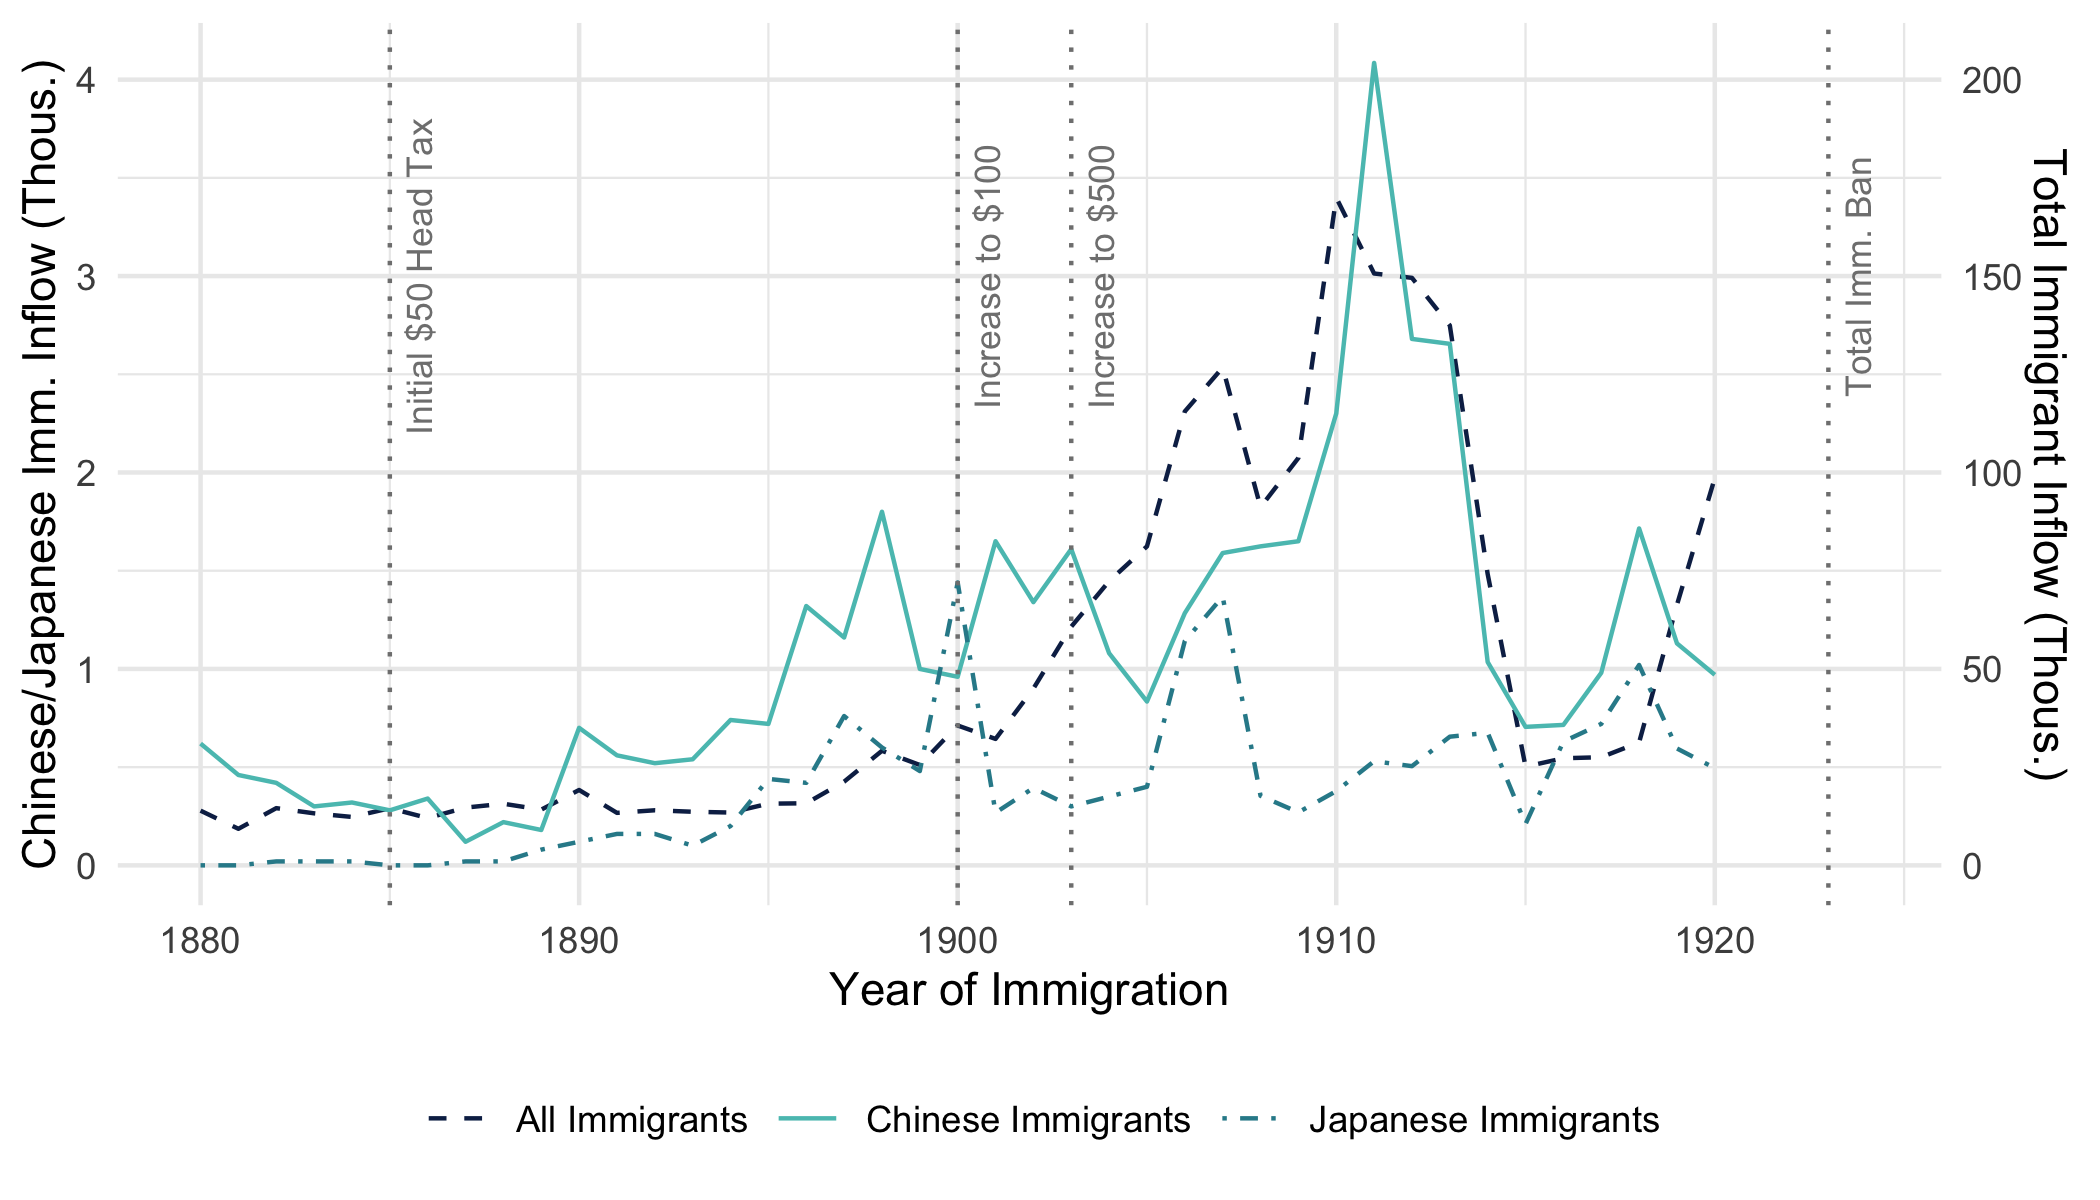 Chinese/Japanese Imm. Inflow (Thous.)
4
3
2
1
0
Initial $50 Head Tax
Increase to $100
Increase to $500
Total Imm. Ban
200
150
100
50
0
Total Immigrant Inflow (Thous.)
1880 1890 1900 1910 1920
Year of Immigration
All Immigrants Chinese Immigrants Japanese Immigrants